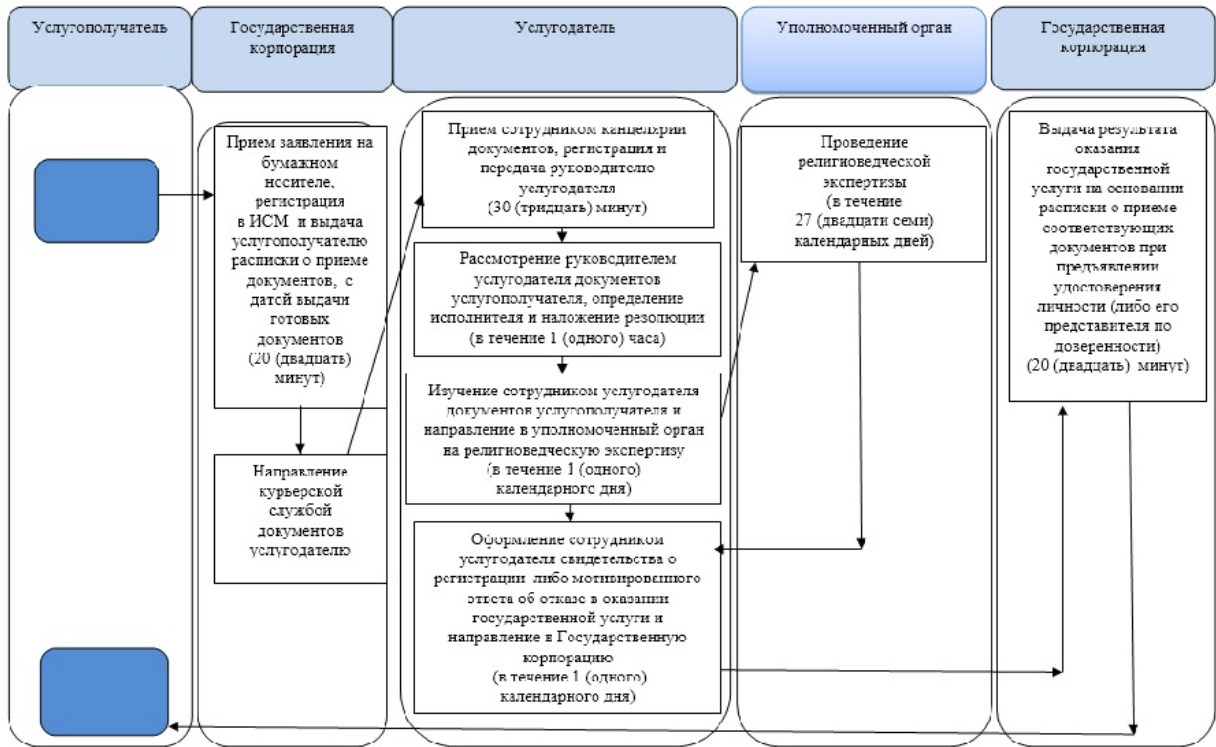 Услугополучатель
Государственная
корпорация
Услугодатель
Уполномоченный орган
Государственная
корпорация
Прием заявления на
бумажном
носителе,
регистрация
в ИСМ и выдача
услугополучателю
расписки о приеме
документов, с
датой выдачи
готовых
документов
(20 (двадцать)
минут)
Направление
курьерской
службой
документов
услугодателю
Прием сотрудником канцелярии
документов, регистрация и
передача руководителю
услугодателя
(30 (тридцать) минут)
Рассмотрение руководителем
услугодателя документов
услугополучателя, определение
исполнителя и наложение резолюции
(в течение 1 (одного) часа)
Изучение сотрудником услугодателя
документов услугополучателя и
направление в уполномоченный орган
на религиоведческую экспертизу
(в течение 1 (одного)
календарного дня)
Оформление сотрудником
услугодателя свидетельства о
регистрации либо мотивированного
ответа об отказе в оказании
государственной услуги и
направление в Государственную
корпорацию
(в течение 1 (одного)
календарного дня)
Проведение
религиоведческой
экспертизы
(в течение
27 (двадцати семи)
календарных дней)
Выдача результата
оказания
государственной
услуги на основании
расписки о приеме
соответствующих
документов при
предъявлении
удостоверения
личности (либо его
представителя по
доверенности)
(20 (двадцать) минут)